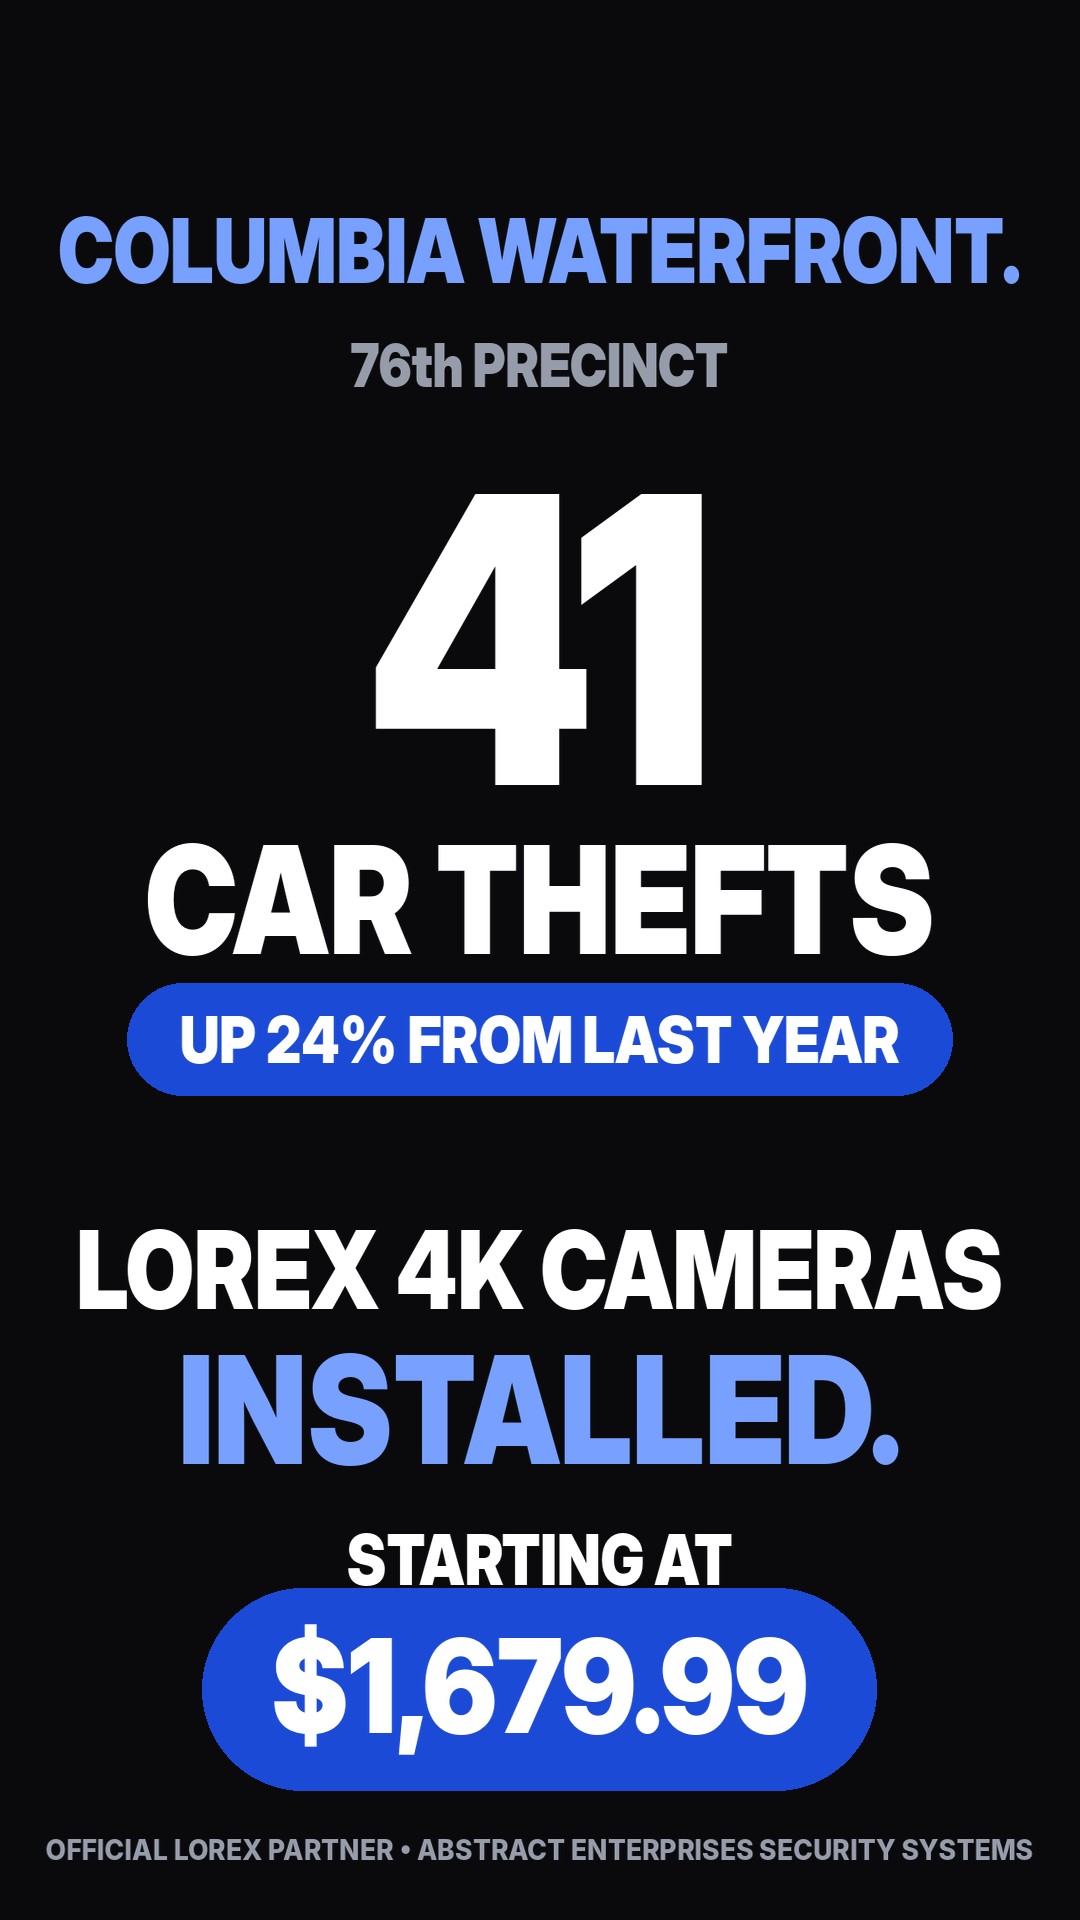 COLUMBIA WATERFRONT.
76th PRECINCT
41
CAR THEFTS
UP 24% FROM LAST YEAR
LOREX 4K CAMERAS
INSTALLED.
STARTING AT
$1,679.99
OFFICIAL LOREX PARTNER • ABSTRACT ENTERPRISES SECURITY SYSTEMS